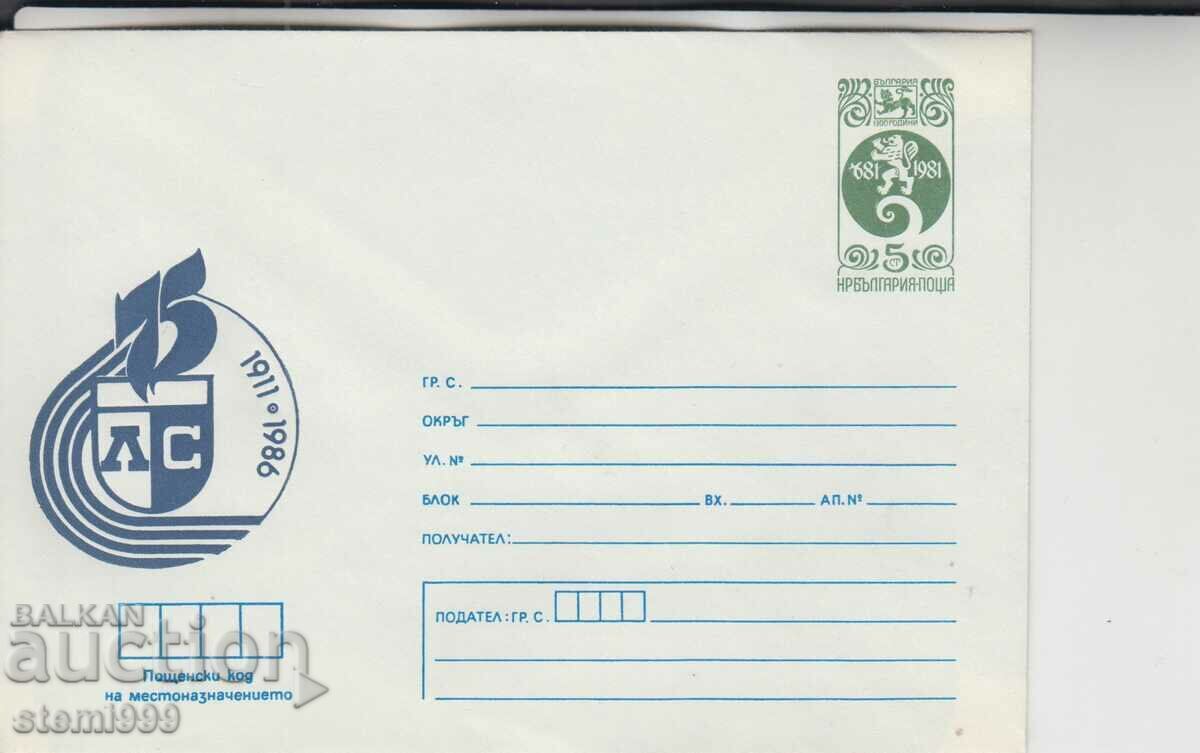 БЪЛГАРИЯ
1300 ГОДИНИ
681 1981
5
СТ
НРБЪЛГАРИЯ·ПОЩА
75
1911 • 1986
ЛС
ГР. С.
ОКРЪГ
УЛ. №
БЛОК ВХ. АП. №
ПОЛУЧАТЕЛ:
ПОДАТЕЛ: ГР. С.
Пощенски код
на местоназначението
BALKAN
auction
stemi999